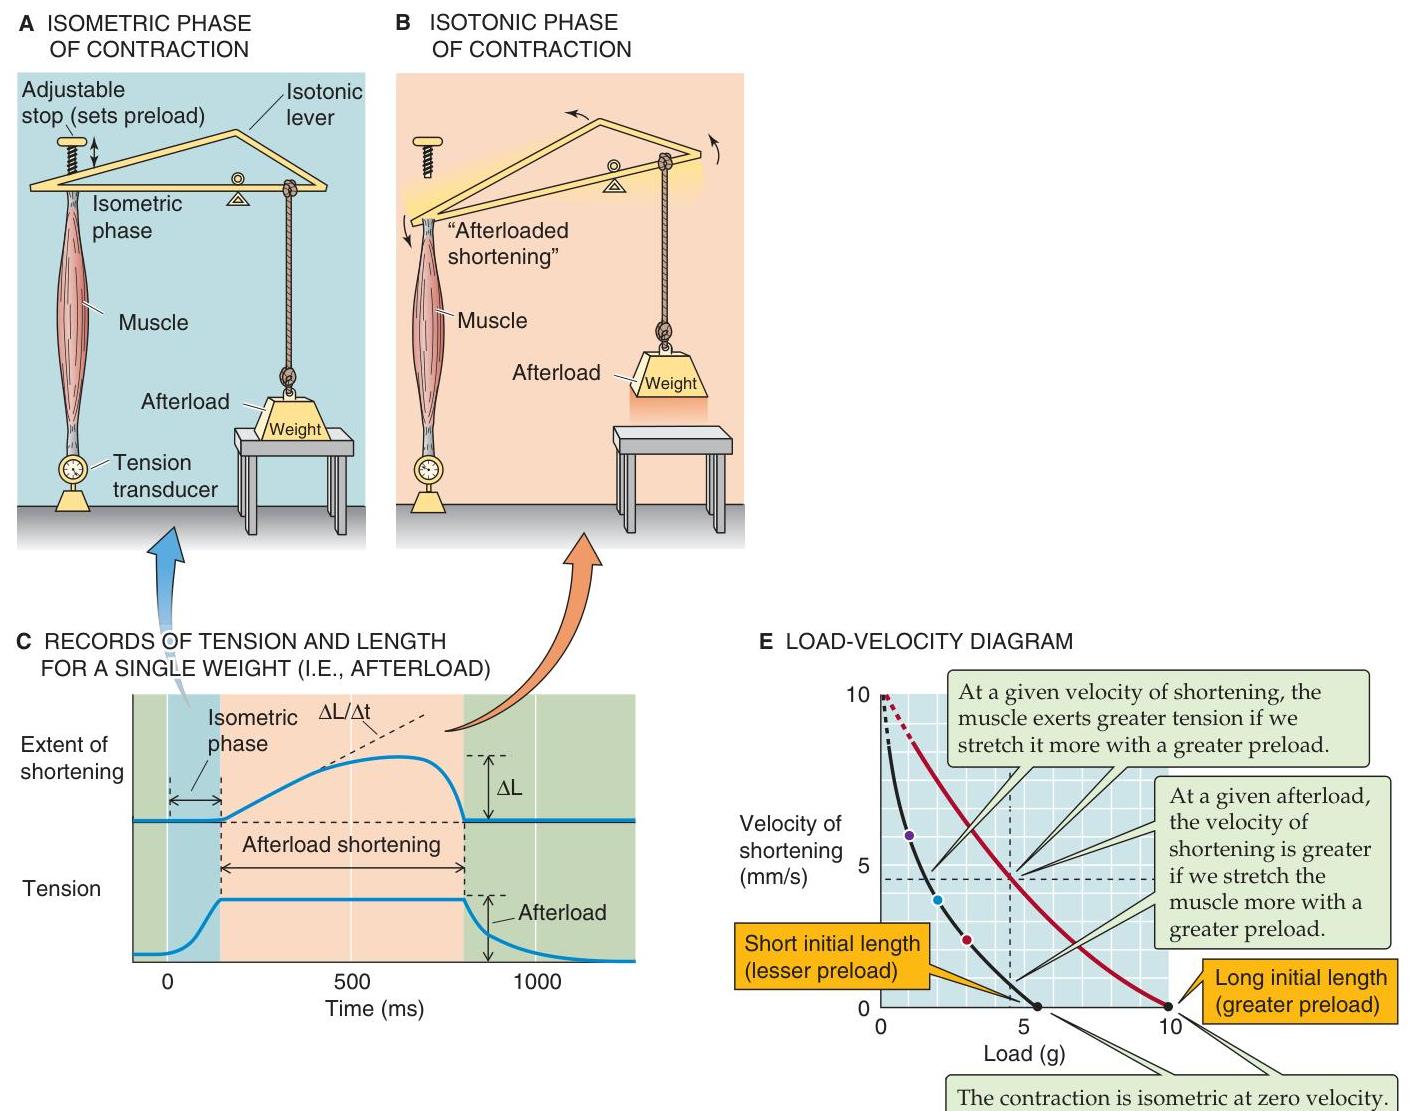 A ISOMETRIC PHASE
OF CONTRACTION
Adjustable
stop (sets preload)
Isotonic
lever
Isometric
phase
Muscle
Afterload
Weight
Tension
transducer
B ISOTONIC PHASE
OF CONTRACTION
“Afterloaded
shortening”
Muscle
Afterload
Weight
C RECORDS OF TENSION AND LENGTH
FOR A SINGLE WEIGHT (I.E., AFTERLOAD)
Isometric
phase
ΔL/Δt
Extent of
shortening
ΔL
Afterload shortening
Tension
Afterload
0 500 1000
Time (ms)
E LOAD-VELOCITY DIAGRAM
At a given velocity of shortening, the
muscle exerts greater tension if we
stretch it more with a greater preload.
At a given afterload,
the velocity of
shortening is greater
if we stretch the
muscle more with a
greater preload.
10
Velocity of
shortening
(mm/s)
5
Short initial length
(lesser preload)
Long initial length
(greater preload)
0
0 5 10
Load (g)
The contraction is isometric at zero velocity.